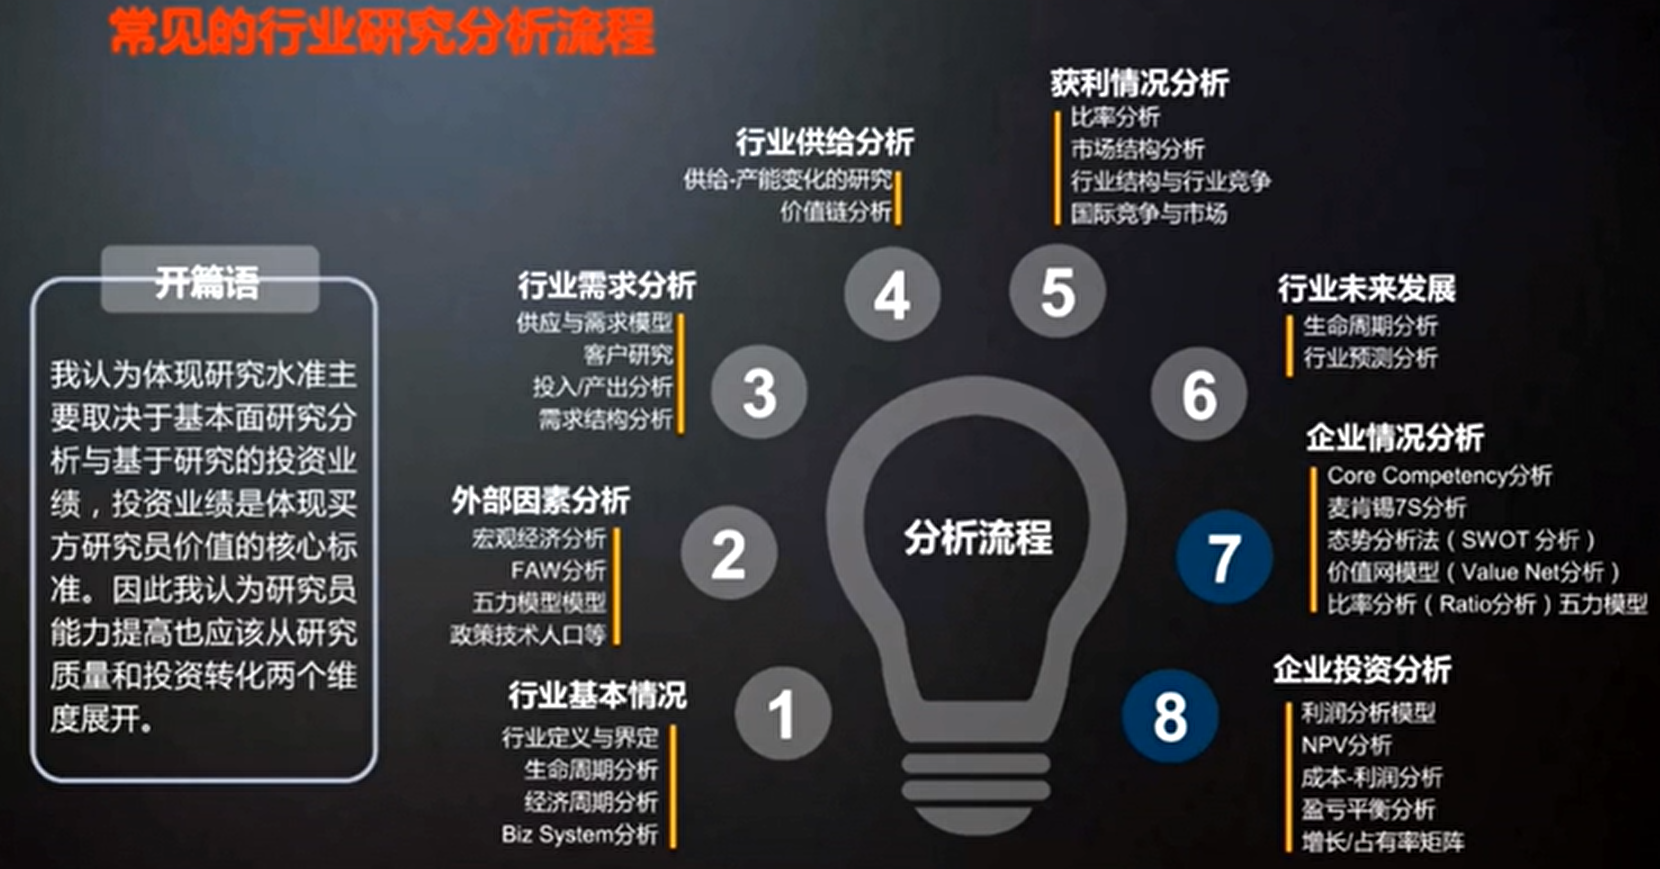 常见的行业研究分析流程
开篇语
我认为体现研究水准主
要取决于基本面研究分
析与基于研究的投资业
绩，投资业绩是体现买
方研究员价值的核心标
准。因此我认为研究员
能力提高也应该从研究
质量和投资转化两个维
度展开。
分析流程
1
行业基本情况
行业定义与界定
生命周期分析
经济周期分析
Biz System分析
2
外部因素分析
宏观经济分析
FAW分析
五力模型模型
政策技术人口等
3
行业需求分析
供应与需求模型
客户研究
投入/产出分析
需求结构分析
4
行业供给分析
供给-产能变化的研究
价值链分析
5
获利情况分析
比率分析
市场结构分析
行业结构与行业竞争
国际竞争与市场
6
行业未来发展
生命周期分析
行业预测分析
7
企业情况分析
Core Competency分析
麦肯锡7S分析
态势分析法（SWOT 分析）
价值网模型（Value Net分析）
比率分析（Ratio分析）五力模型
8
企业投资分析
利润分析模型
NPV分析
成本-利润分析
盈亏平衡分析
增长/占有率矩阵